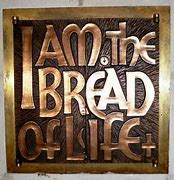 I AM THE
BREAD
OF LIFE